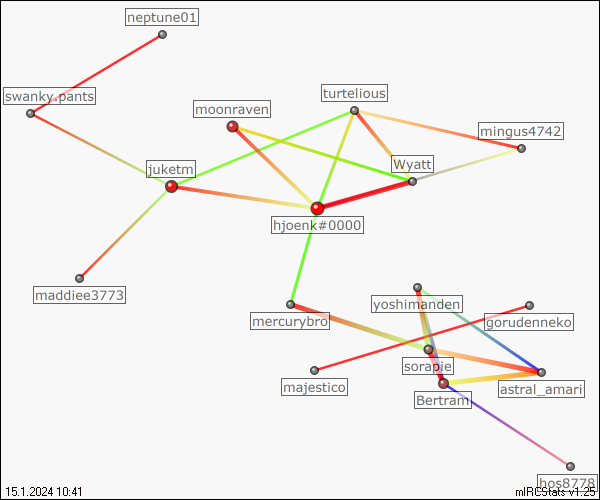 neptune01
swanky.pants
turtelious
moonraven
mingus4742
Wyatt
juketm
hjoenk#0000
maddiee3773
yoshimanden
mercurybro
gorudenneko
sorapie
majestico
astral_amari
Bertram
hos8778
15.1.2024 10:41
mIRCStats v1.25